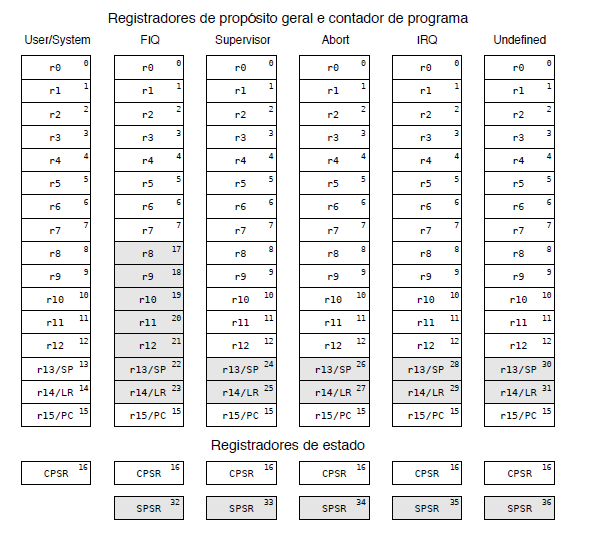 Registradores de propósito geral e contador de programa
User/System FIQ Supervisor Abort IRQ Undefined
r0 0 r0 0 r0 0 r0 0 r0 0 r0 0
r1 1 r1 1 r1 1 r1 1 r1 1 r1 1
r2 2 r2 2 r2 2 r2 2 r2 2 r2 2
r3 3 r3 3 r3 3 r3 3 r3 3 r3 3
r4 4 r4 4 r4 4 r4 4 r4 4 r4 4
r5 5 r5 5 r5 5 r5 5 r5 5 r5 5
r6 6 r6 6 r6 6 r6 6 r6 6 r6 6
r7 7 r7 7 r7 7 r7 7 r7 7 r7 7
r8 8 r8 17 r8 8 r8 8 r8 8 r8 8
r9 9 r9 18 r9 9 r9 9 r9 9 r9 9
r10 10 r10 19 r10 10 r10 10 r10 10 r10 10
r11 11 r11 20 r11 11 r11 11 r11 11 r11 11
r12 12 r12 21 r12 12 r12 12 r12 12 r12 12
r13/SP 13 r13/SP 22 r13/SP 24 r13/SP 26 r13/SP 28 r13/SP 30
r14/LR 14 r14/LR 23 r14/LR 25 r14/LR 27 r14/LR 29 r14/LR 31
r15/PC 15 r15/PC 15 r15/PC 15 r15/PC 15 r15/PC 15 r15/PC 15
Registradores de estado
CPSR 16 CPSR 16 CPSR 16 CPSR 16 CPSR 16 CPSR 16
SPSR 32 SPSR 33 SPSR 34 SPSR 35 SPSR 36